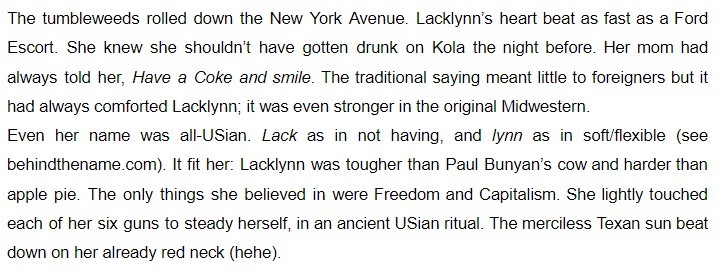 The tumbleweeds rolled down the New York Avenue. Lacklynn’s heart beat as fast as a Ford
Escort. She knew she shouldn’t have gotten drunk on Kola the night before. Her mom had
always told her, Have a Coke and smile. The traditional saying meant little to foreigners but it
had always comforted Lacklynn; it was even stronger in the original Midwestern.
Even her name was all-USian. Lack as in not having, and lynn as in soft/flexible (see
behindthename.com). It fit her: Lacklynn was tougher than Paul Bunyan’s cow and harder than
apple pie. The only things she believed in were Freedom and Capitalism. She lightly touched
each of her six guns to steady herself, in an ancient USian ritual. The merciless Texan sun beat
down on her already red neck (hehe).